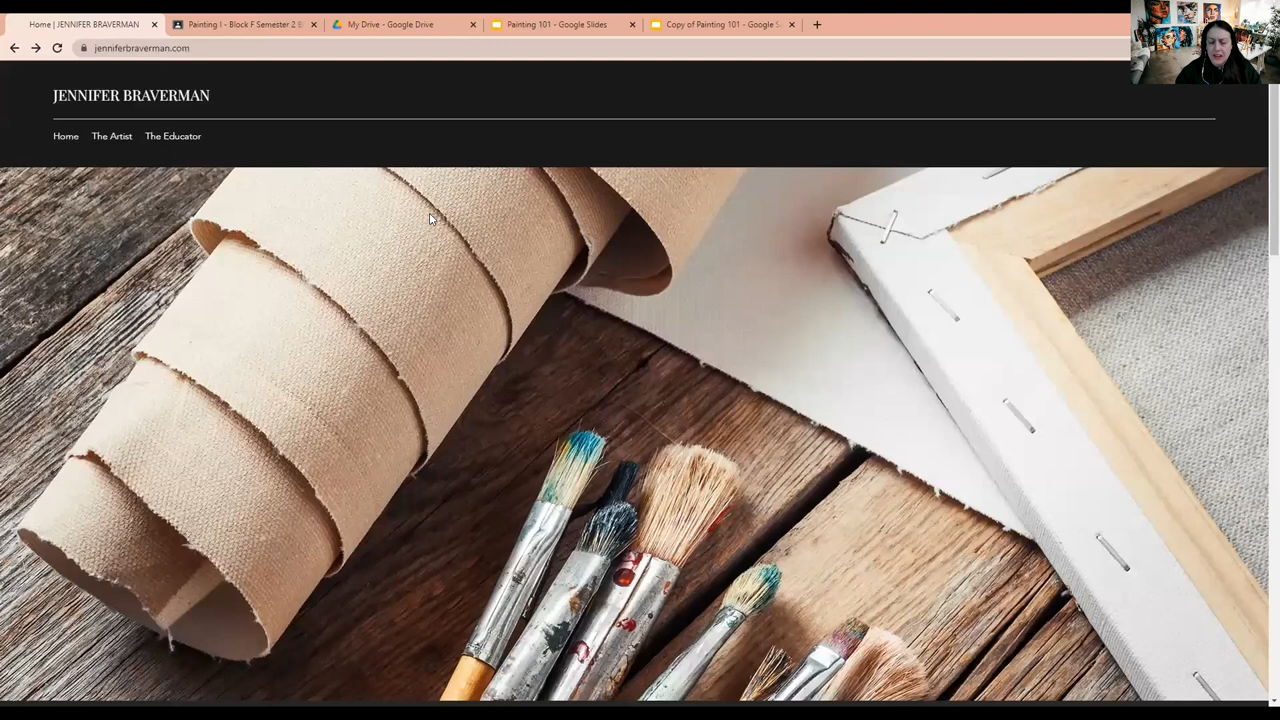 Home | JENNIFER BRAVERMAN
Painting I - Block F Semester 2
My Drive - Google Drive
Painting 101 - Google Slides
Copy of Painting 101 - Google S
jenniferbraverman.com
JENNIFER BRAVERMAN
Home The Artist The Educator